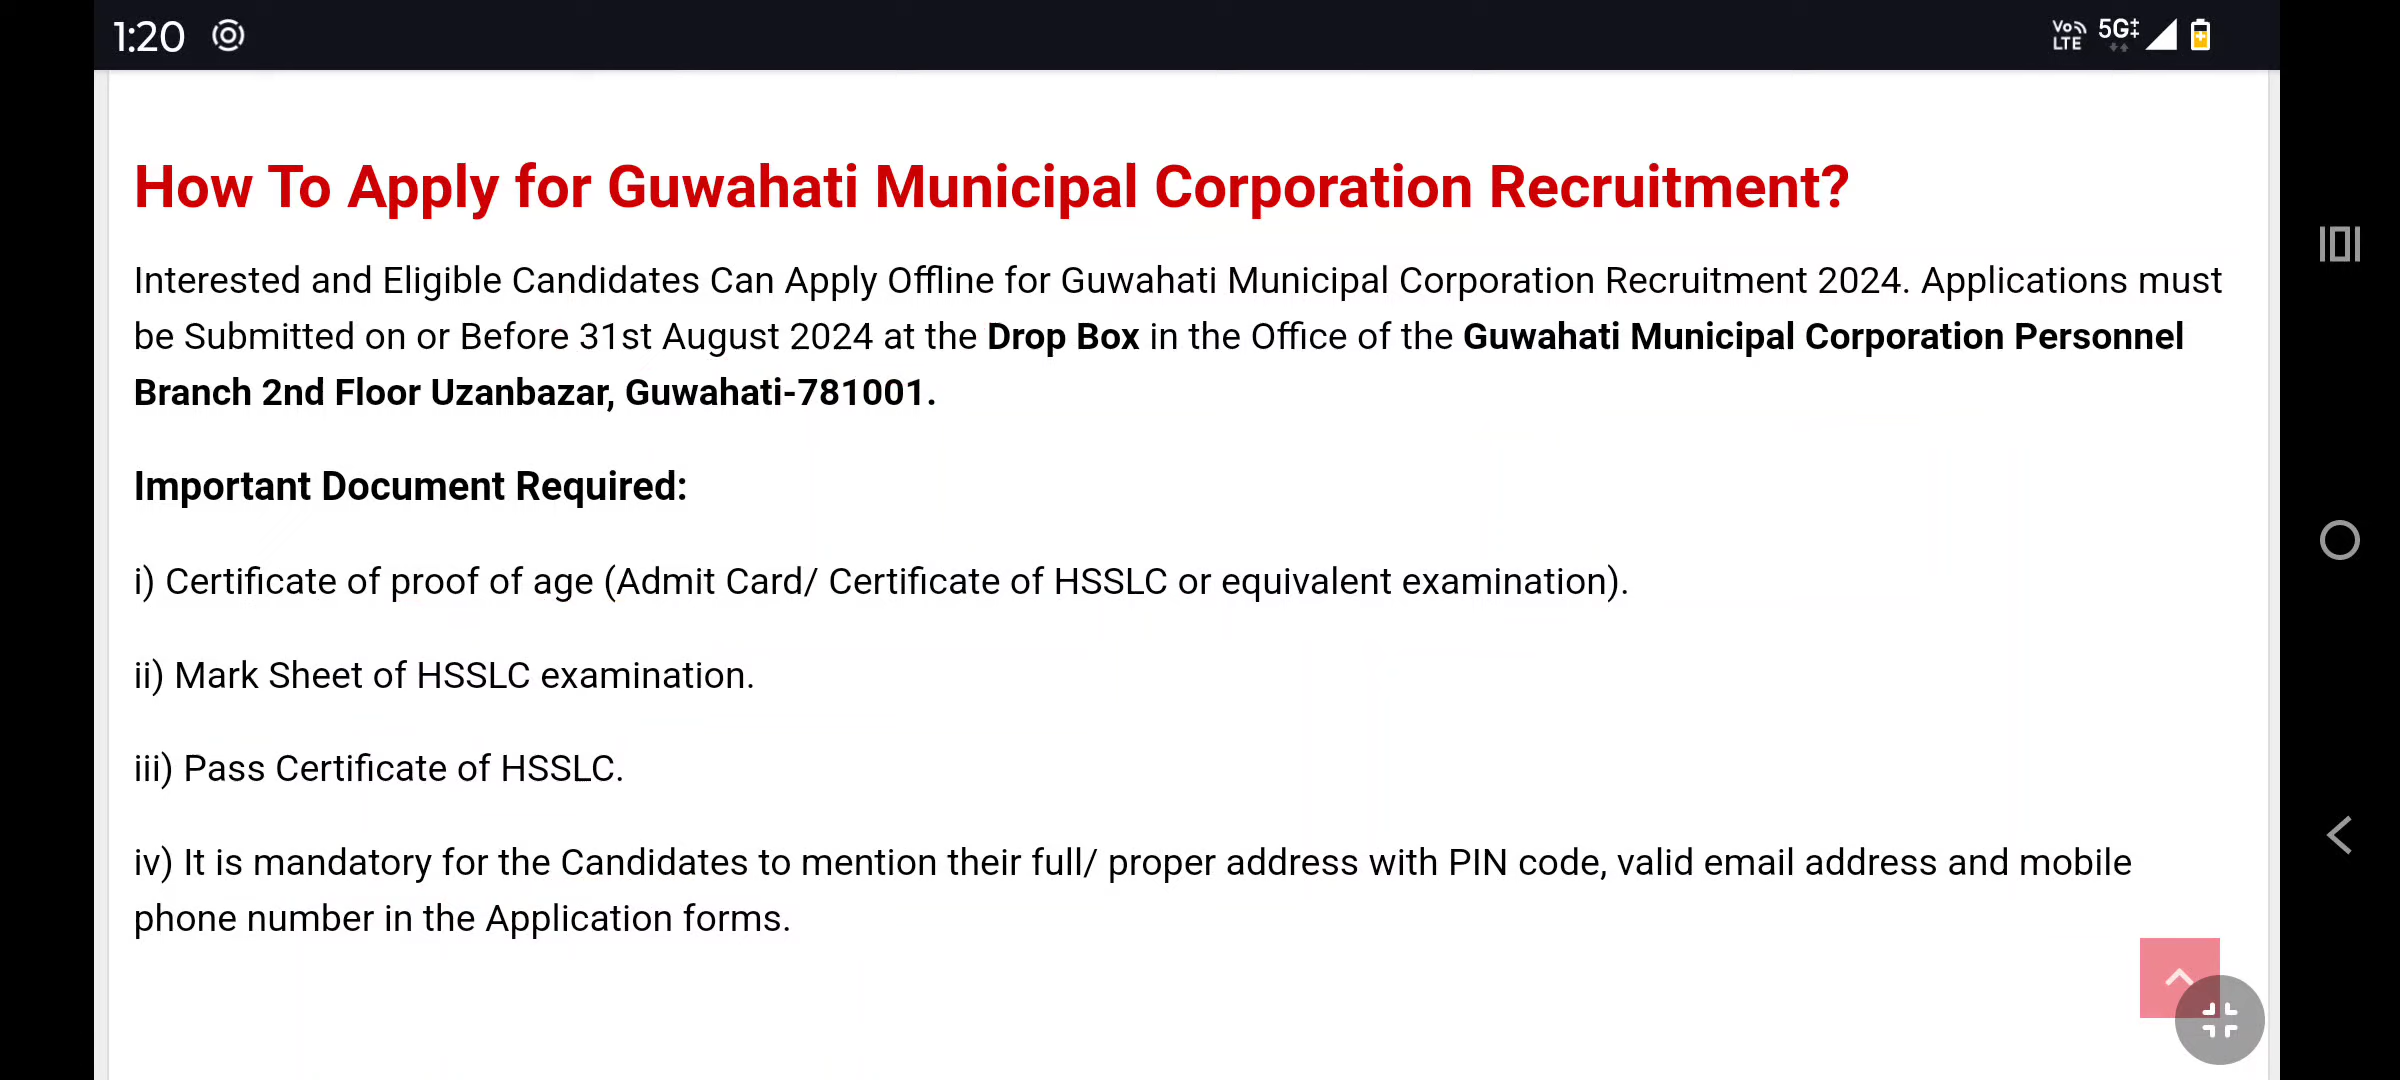 1:20
Vo LTE 5G
How To Apply for Guwahati Municipal Corporation Recruitment?
Interested and Eligible Candidates Can Apply Offline for Guwahati Municipal Corporation Recruitment 2024. Applications must
be Submitted on or Before 31st August 2024 at the Drop Box in the Office of the Guwahati Municipal Corporation Personnel
Branch 2nd Floor Uzanbazar, Guwahati-781001.
Important Document Required:
i) Certificate of proof of age (Admit Card/ Certificate of HSSLC or equivalent examination).
ii) Mark Sheet of HSSLC examination.
iii) Pass Certificate of HSSLC.
iv) It is mandatory for the Candidates to mention their full/ proper address with PIN code, valid email address and mobile
phone number in the Application forms.